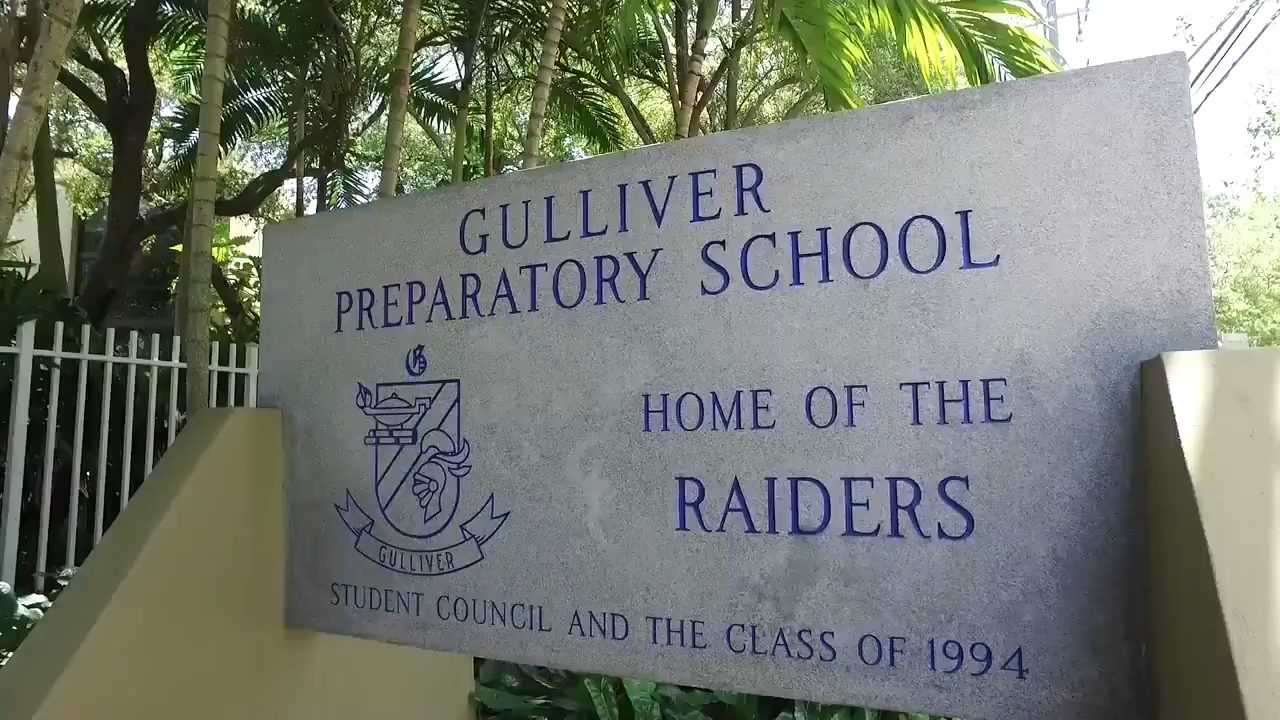 GULLIVER
PREPARATORY SCHOOL
G
HOME OF THE
RAIDERS
GULLIVER
STUDENT COUNCIL AND THE CLASS OF 1994